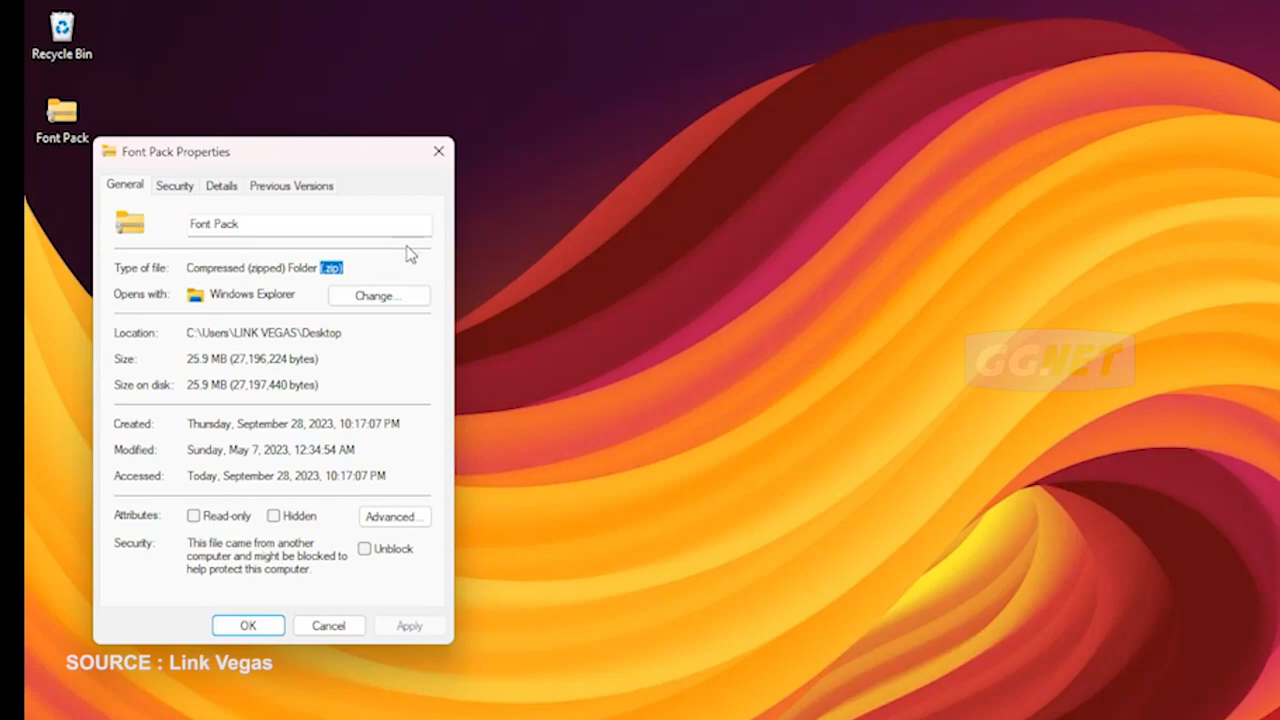 Recycle Bin
Font Pack
Font Pack Properties
General Security Details Previous Versions
Font Pack
Type of file: Compressed (zipped) Folder (.zip)
Opens with: Windows Explorer Change...
Location: C:\Users\LINK VEGAS\Desktop
Size: 25.9 MB (27,196,224 bytes)
Size on disk: 25.9 MB (27,197,440 bytes)
Created: Thursday, September 28, 2023, 10:17:07 PM
Modified: Sunday, May 7, 2023, 12:34:54 AM
Accessed: Today, September 28, 2023, 10:17:07 PM
Attributes: Read-only Hidden Advanced...
Security: This file came from another
computer and might be blocked to Unblock
help protect this computer.
OK Cancel Apply
SOURCE : Link Vegas
GG.NET